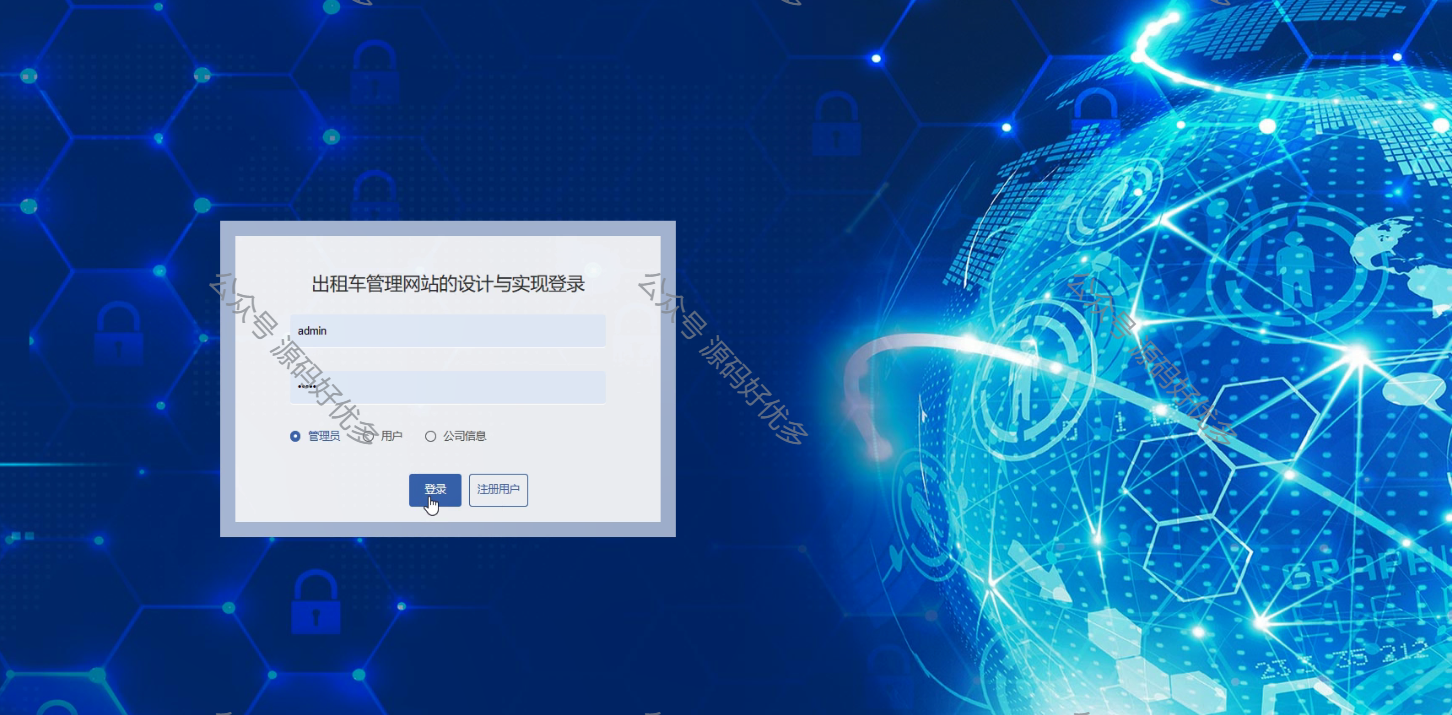 出租车管理网站的设计与实现登录
admin
•••••
管理员 用户 公司信息
登录 注册用户
公众号 源码好优多
公众号 源码好优多
公众号 源码好优多
GRAPHI
ELEM